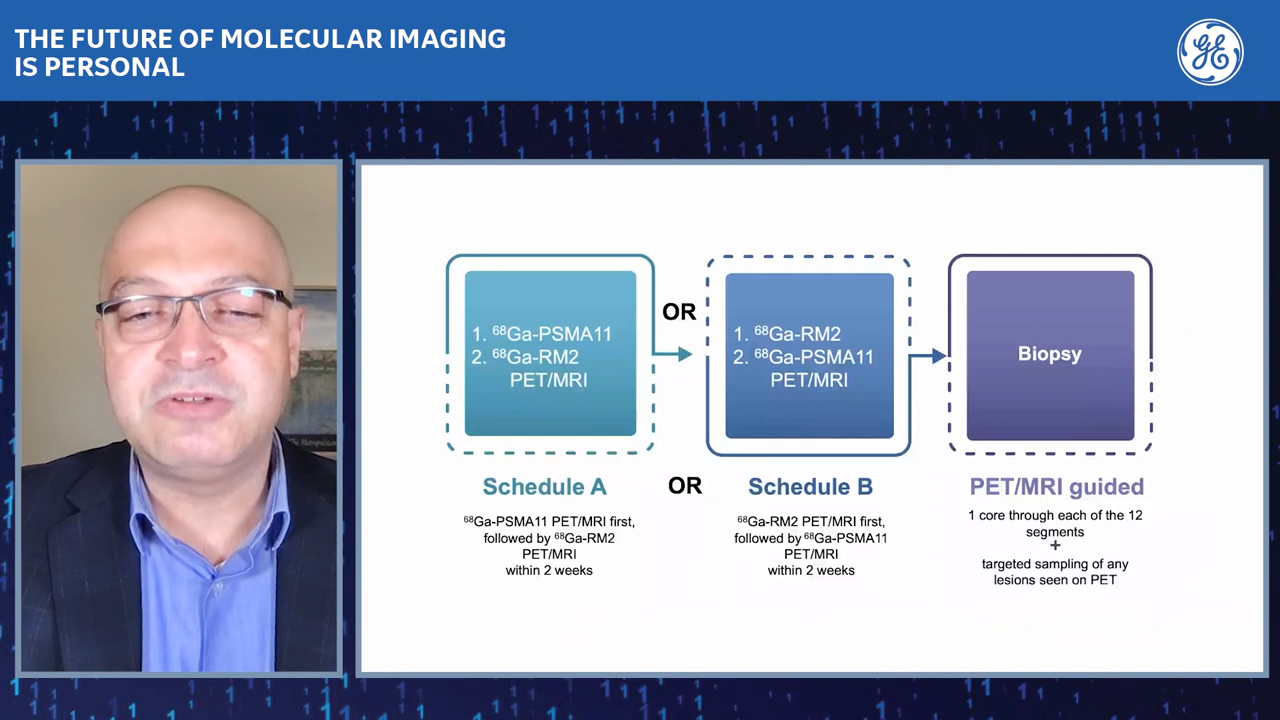 THE FUTURE OF MOLECULAR IMAGING
IS PERSONAL
GE
1. ⁶⁸Ga-PSMA11
2. ⁶⁸Ga-RM2
PET/MRI
OR
1. ⁶⁸Ga-RM2
2. ⁶⁸Ga-PSMA11
PET/MRI
Biopsy
Schedule A
⁶⁸Ga-PSMA11 PET/MRI first,
followed by ⁶⁸Ga-RM2
PET/MRI
within 2 weeks
OR
Schedule B
⁶⁸Ga-RM2 PET/MRI first,
followed by ⁶⁸Ga-PSMA11
PET/MRI
within 2 weeks
PET/MRI guided
1 core through each of the 12
segments
+
targeted sampling of any
lesions seen on PET
The Metropolitan